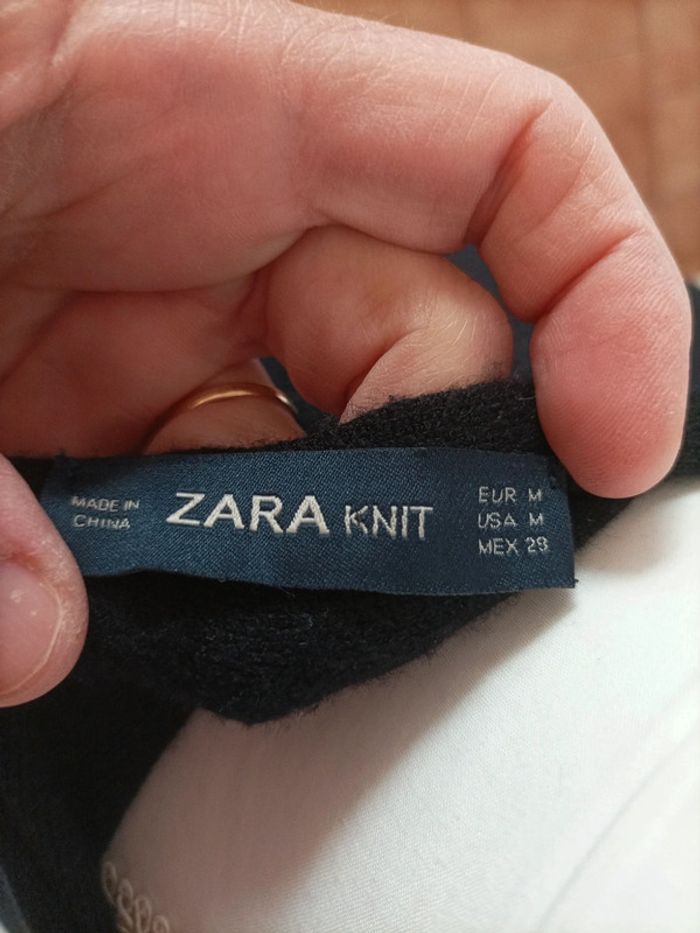 MADE IN
CHINA
ZARA KNIT
EUR M
USA M
MEX 28